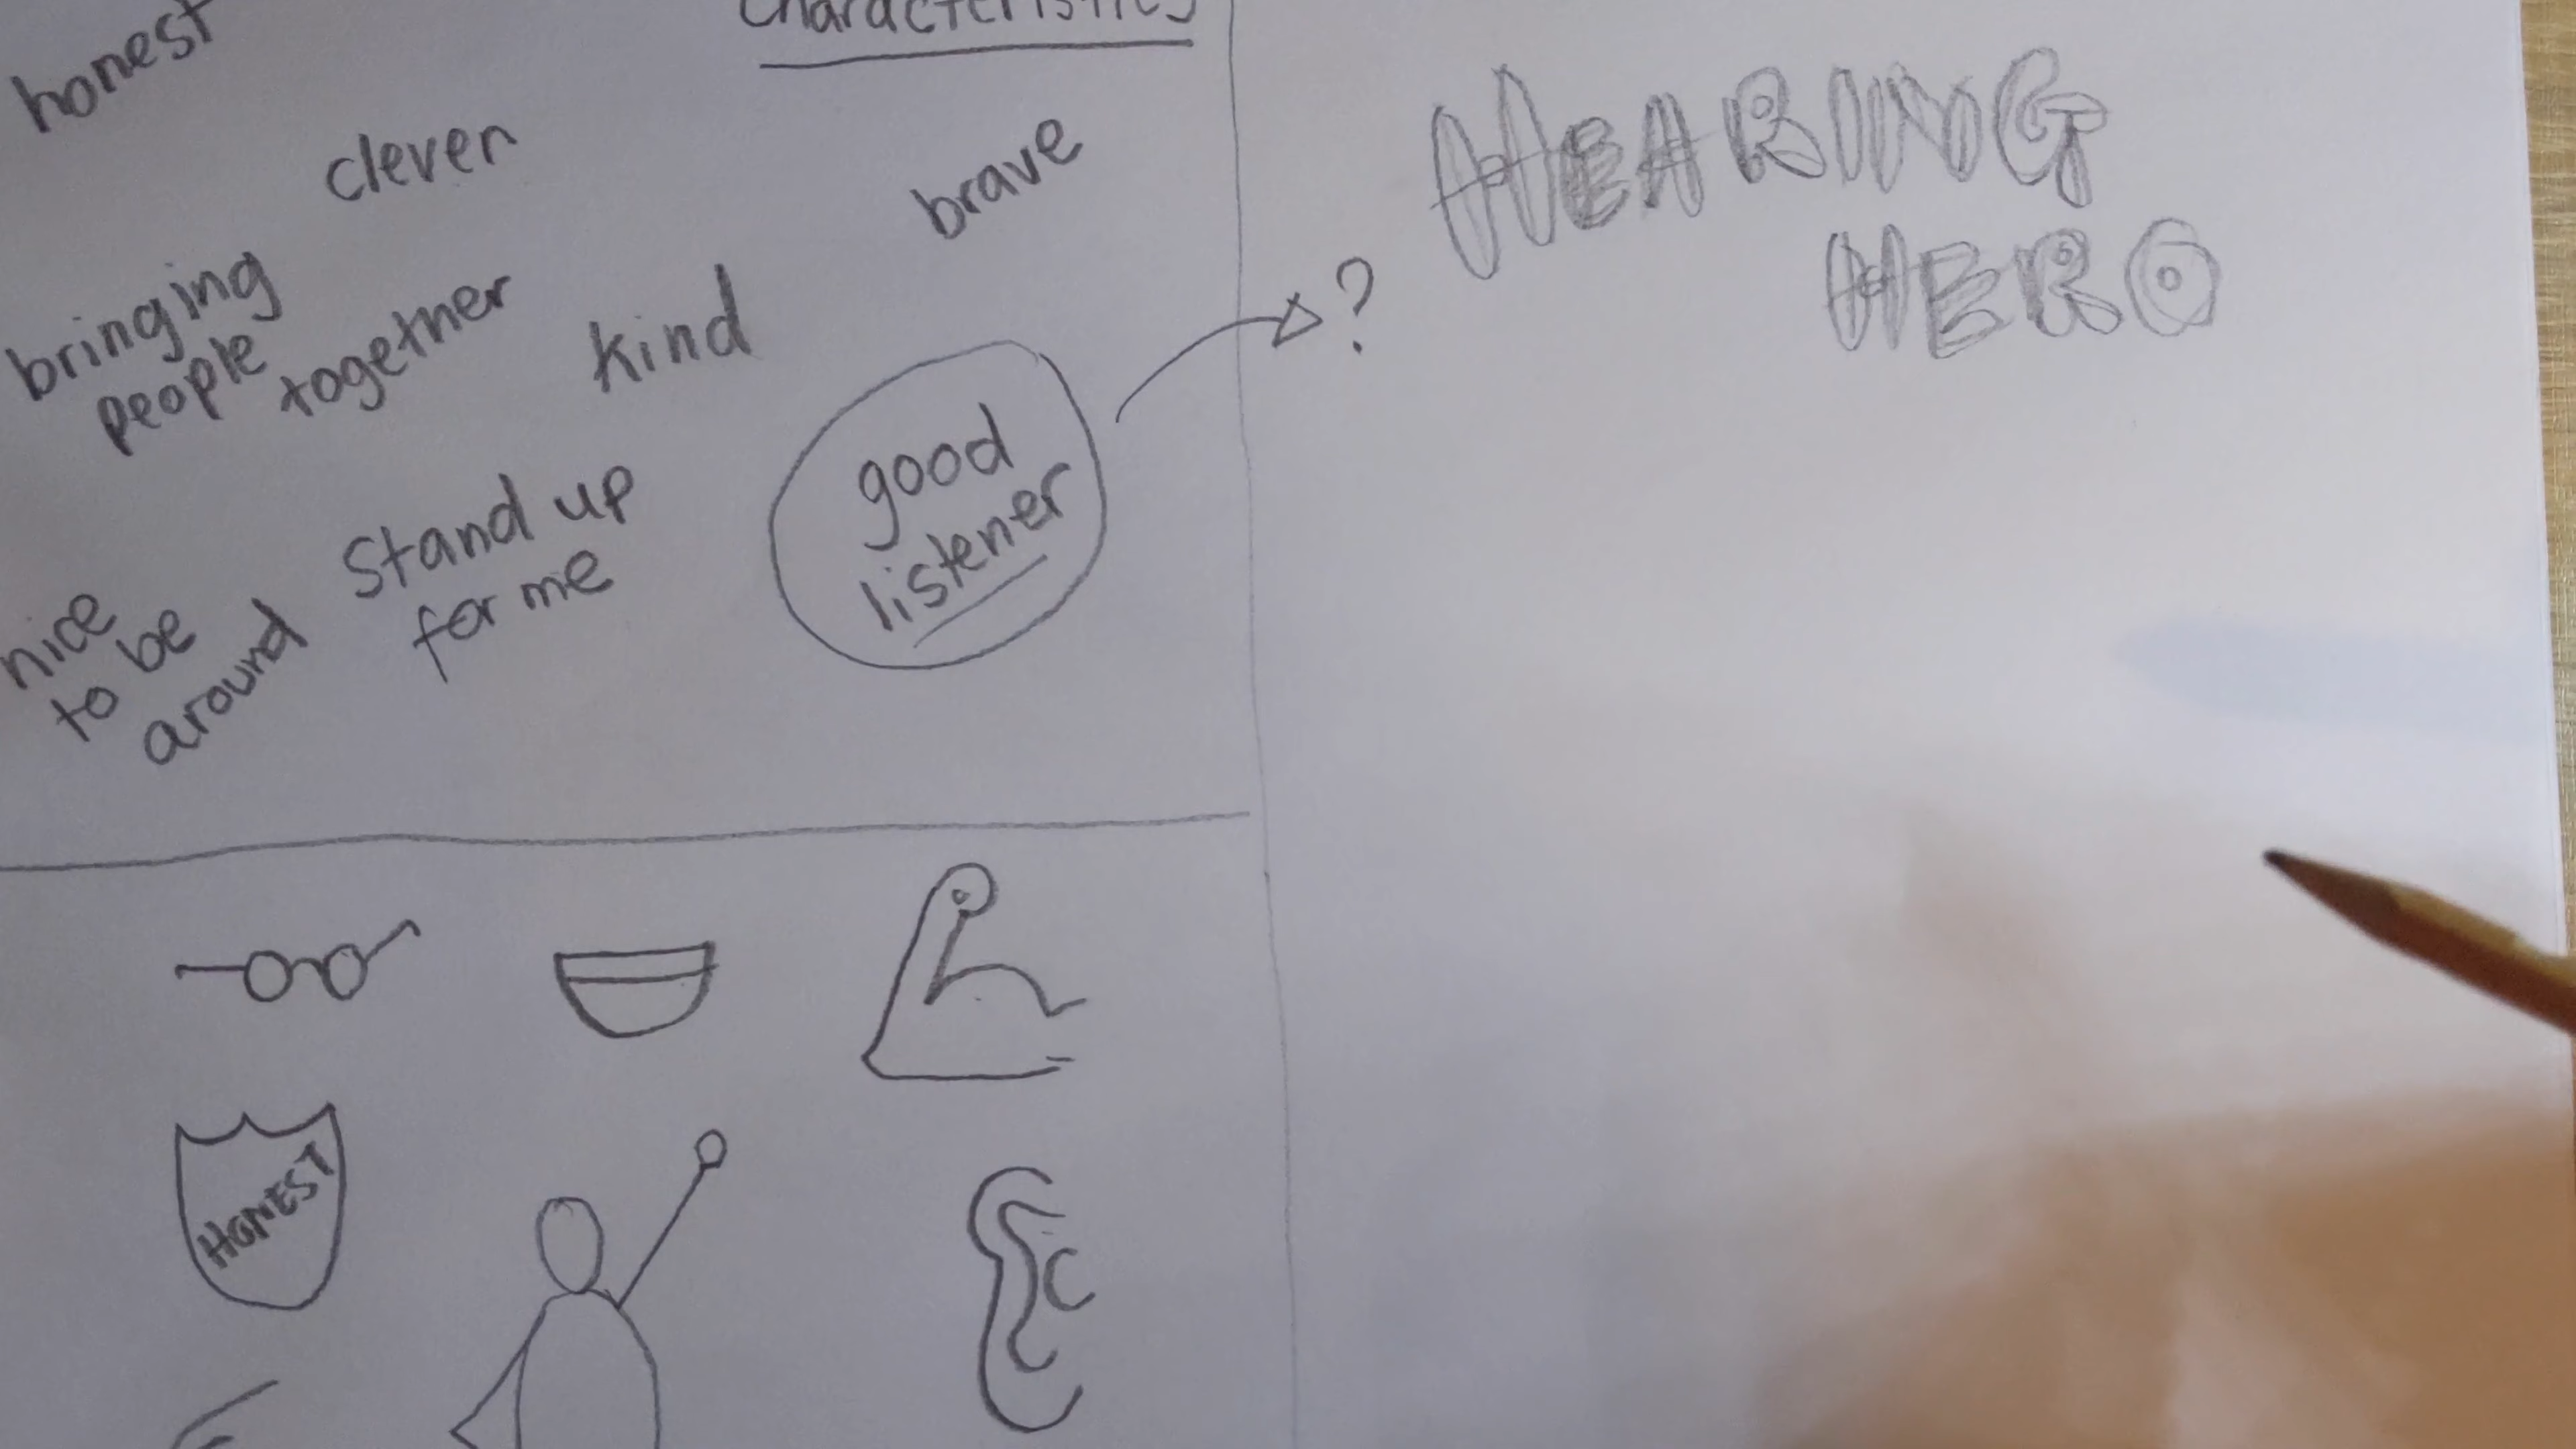 characteristics
honest
clever
brave
bringing
people together
kind
good
listener
?
Stand up
for me
nice
to be
around
HEARING
HERO
HONEST